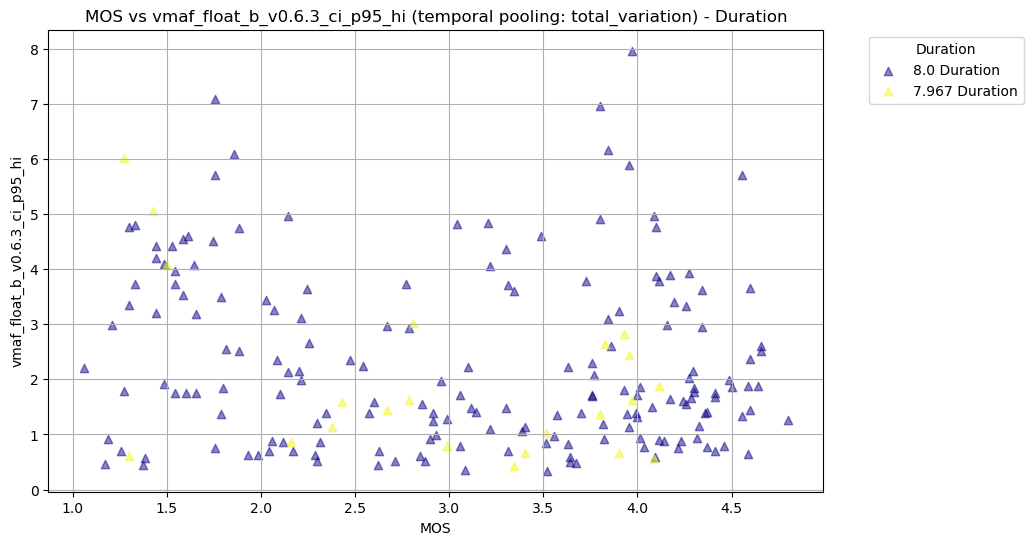 MOS vs vmaf_float_b_v0.6.3_ci_p95_hi (temporal pooling: total_variation) - Duration
Duration
8.0 Duration
7.967 Duration
vmaf_float_b_v0.6.3_ci_p95_hi
8
7
6
5
4
3
2
1
0
1.0 1.5 2.0 2.5 3.0 3.5 4.0 4.5
MOS